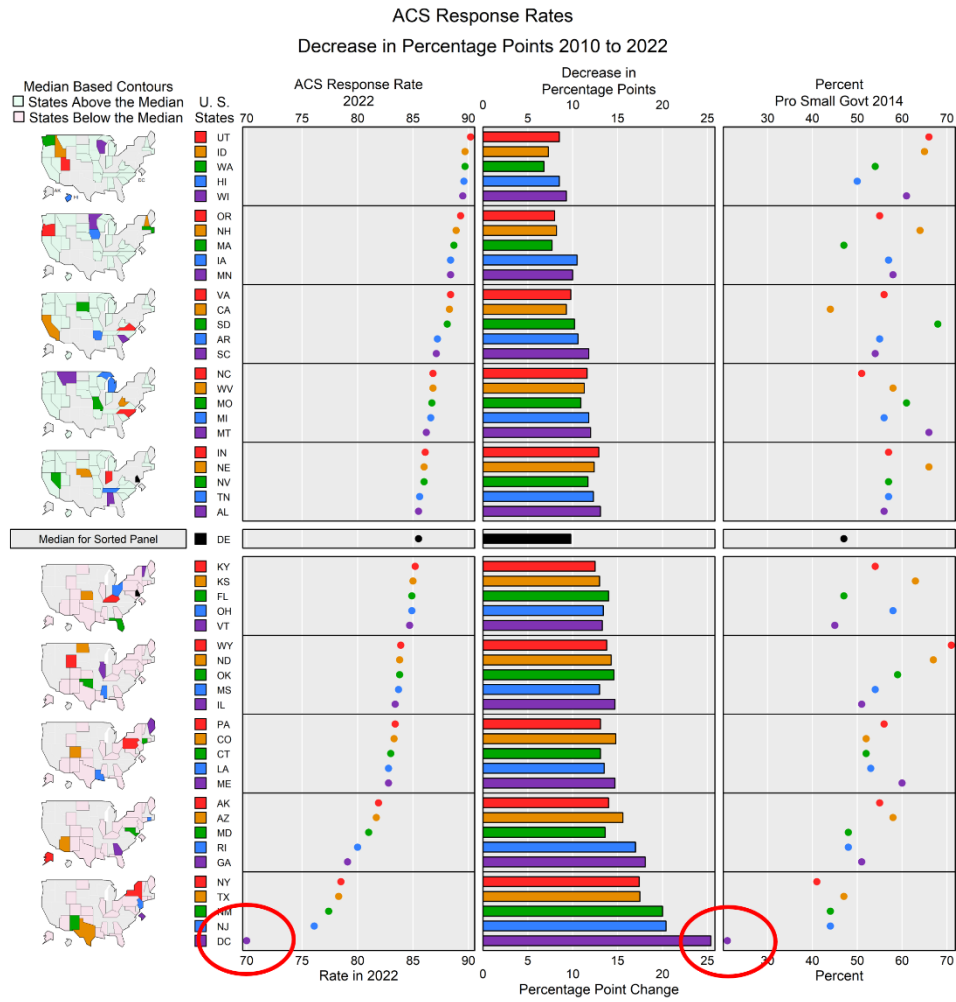 ACS Response Rates
Decrease in Percentage Points 2010 to 2022
Median Based Contours
States Above the Median
States Below the Median
U. S.
States
ACS Response Rate
2022
70 75 80 85 90
Decrease in
Percentage Points
0 10 15 20 25
Percent
Pro Small Govt 2014
30 40 50 60 70
UT
ID
WA
HI
WI
AK
HI
DC
OR
NH
MA
IA
MN
VA
CA
SD
AR
SC
NC
WV
MO
MI
MT
IN
NE
NV
TN
AL
Median for Sorted Panel
DE
KY
KS
FL
OH
VT
WY
ND
OK
MS
IL
PA
CO
CT
LA
ME
AK
AZ
MD
RI
GA
NY
TX
NM
NJ
DC
70 75 80 85 90
Rate in 2022
0 5 10 15 20 25
Percentage Point Change
30 40 50 60 70
Percent